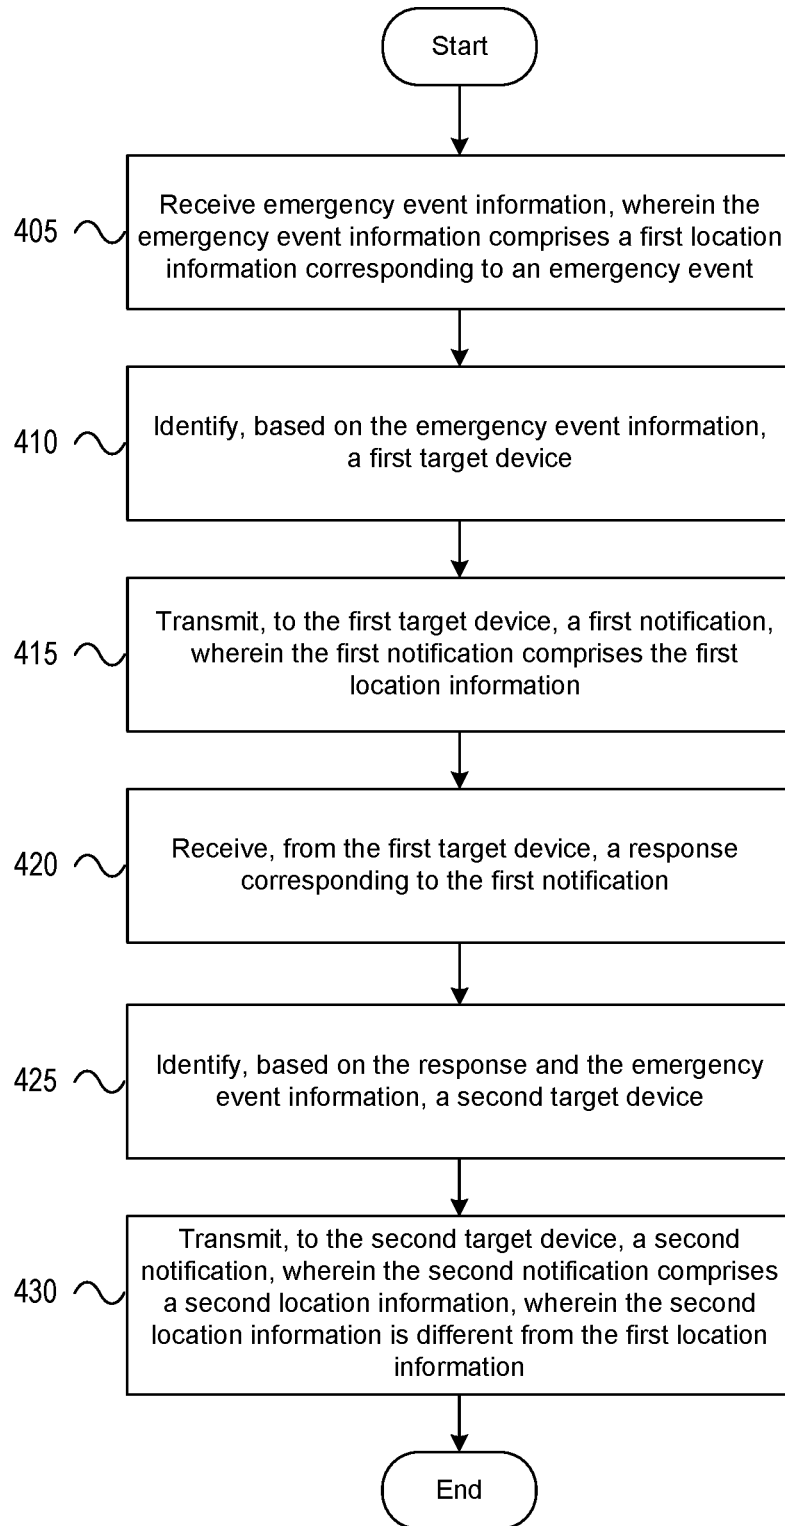 Start
405
Receive emergency event information, wherein the
emergency event information comprises a first location
information corresponding to an emergency event
410
Identify, based on the emergency event information,
a first target device
415
Transmit, to the first target device, a first notification,
wherein the first notification comprises the first
location information
420
Receive, from the first target device, a response
corresponding to the first notification
425
Identify, based on the response and the emergency
event information, a second target device
430
Transmit, to the second target device, a second
notification, wherein the second notification comprises
a second location information, wherein the second
location information is different from the first location
information
End